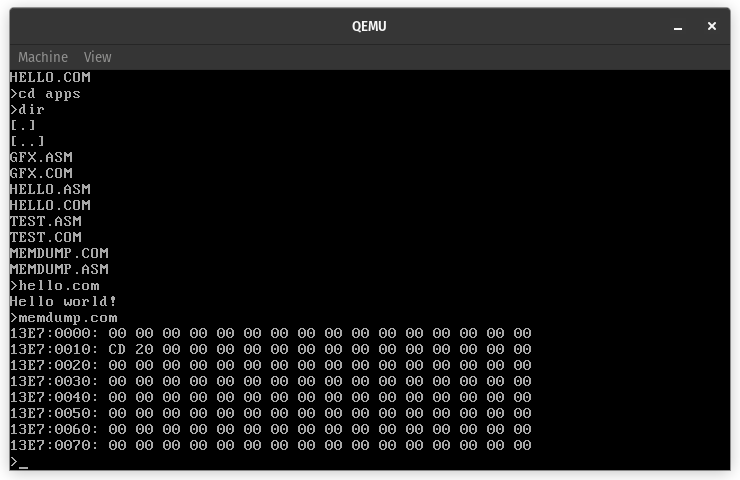 QEMU
Machine View
HELLO.COM
>cd apps
>dir
[.]
[..]
GFX.ASM
GFX.COM
HELLO.ASM
HELLO.COM
TEST.ASM
TEST.COM
MEMDUMP.COM
MEMDUMP.ASM
>hello.com
Hello world!
>memdump.com
13E7:0000: 00 00 00 00 00 00 00 00 00 00 00 00 00 00 00 00
13E7:0010: CD 20 00 00 00 00 00 00 00 00 00 00 00 00 00 00
13E7:0020: 00 00 00 00 00 00 00 00 00 00 00 00 00 00 00 00
13E7:0030: 00 00 00 00 00 00 00 00 00 00 00 00 00 00 00 00
13E7:0040: 00 00 00 00 00 00 00 00 00 00 00 00 00 00 00 00
13E7:0050: 00 00 00 00 00 00 00 00 00 00 00 00 00 00 00 00
13E7:0060: 00 00 00 00 00 00 00 00 00 00 00 00 00 00 00 00
13E7:0070: 00 00 00 00 00 00 00 00 00 00 00 00 00 00 00 00
>_